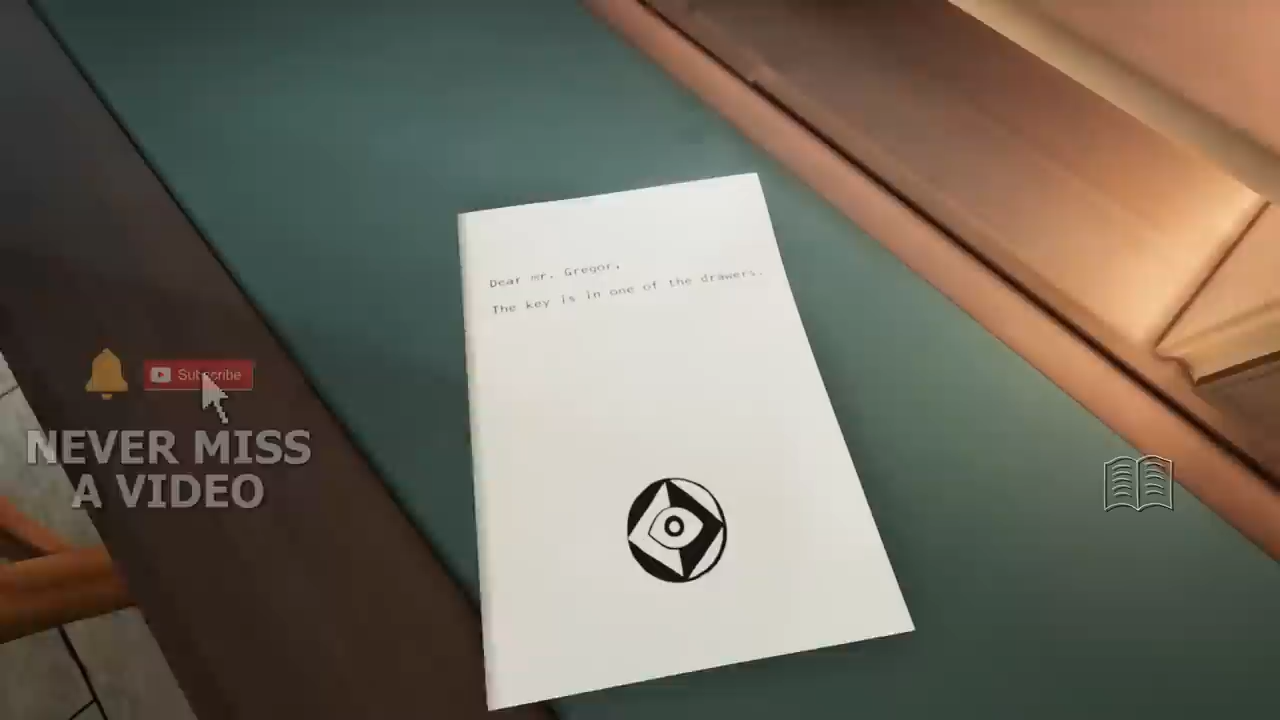 Dear mr. Gregor,
The key is in one of the drawers.
Subscribe
NEVER MISS
A VIDEO